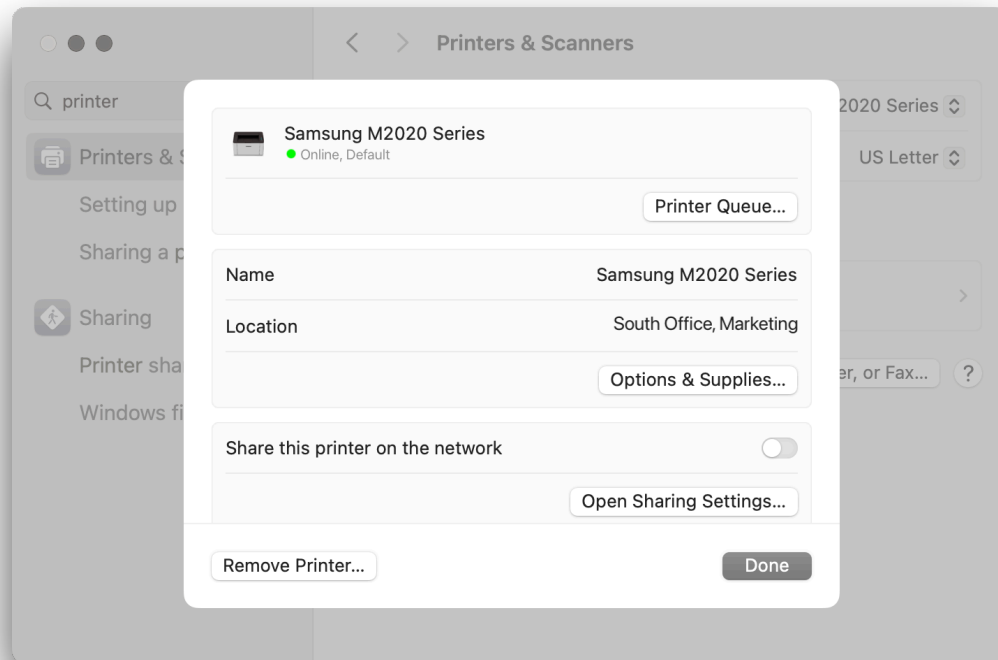 Printers & Scanners
printer
Printers &
Setting up
Sharing a p
Sharing
Printer sha
Windows fi
2020 Series
US Letter
er, or Fax...
?
Samsung M2020 Series
Online, Default
Printer Queue...
Name
Samsung M2020 Series
Location
South Office, Marketing
Options & Supplies...
Share this printer on the network
Open Sharing Settings...
Remove Printer...
Done